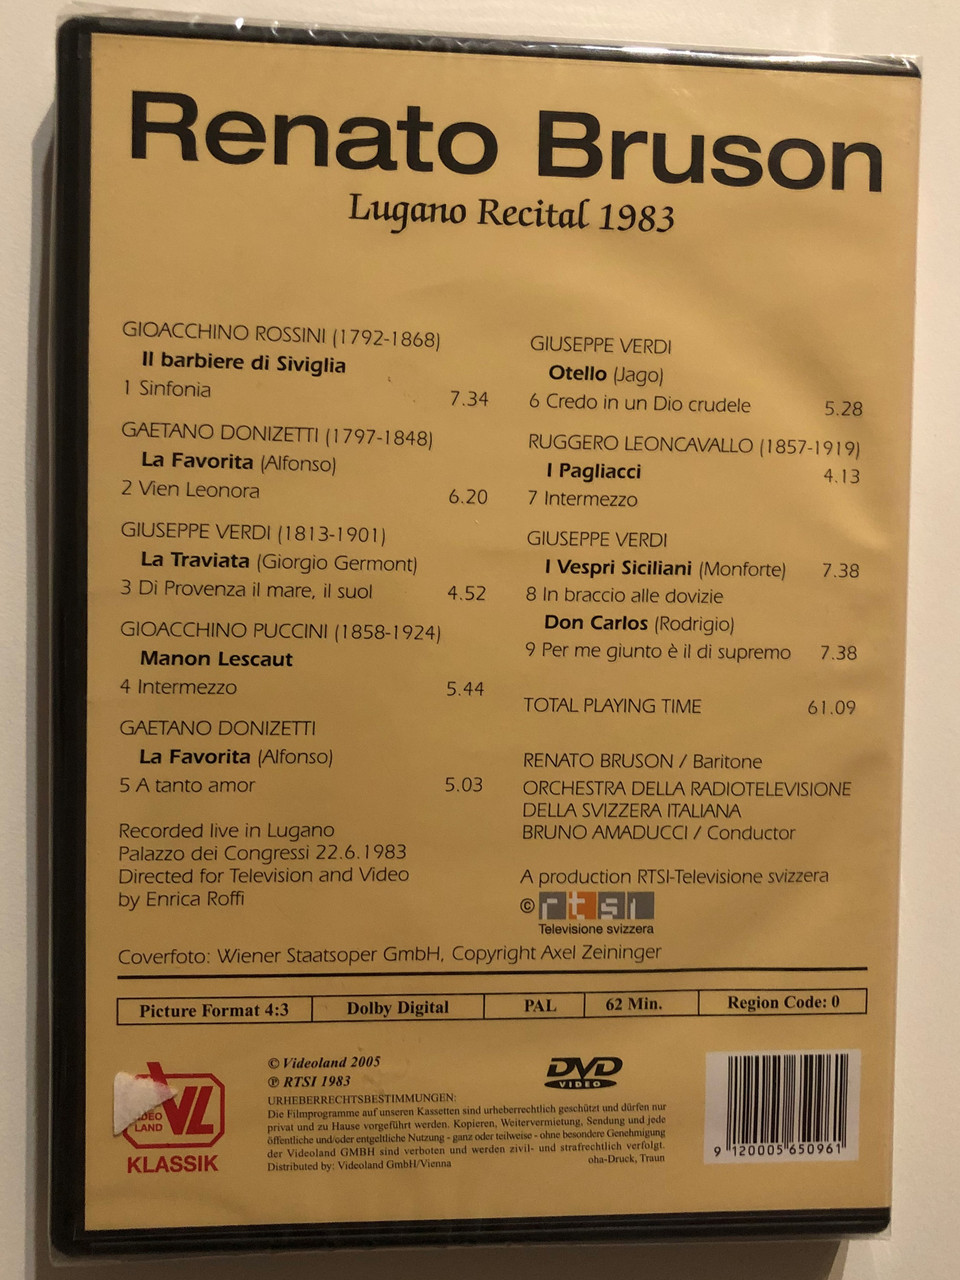 Renato Bruson
Lugano Recital 1983
GIOACCHINO ROSSINI (1792-1868)
Il barbiere di Siviglia
1 Sinfonia 7.34
GAETANO DONIZETTI (1797-1848)
La Favorita (Alfonso)
2 Vien Leonora 6.20
GIUSEPPE VERDI (1813-1901)
La Traviata (Giorgio Germont)
3 Di Provenza il mare, il suol 4.52
GIOACCHINO PUCCINI (1858-1924)
Manon Lescaut
4 Intermezzo 5.44
GAETANO DONIZETTI
La Favorita (Alfonso)
5 A tanto amor 5.03
Recorded live in Lugano
Palazzo dei Congressi 22.6.1983
Directed for Television and Video
by Enrica Roffi
GIUSEPPE VERDI
Otello (Jago)
6 Credo in un Dio crudele 5.28
RUGGERO LEONCAVALLO (1857-1919)
I Pagliacci 4.13
7 Intermezzo
GIUSEPPE VERDI
I Vespri Siciliani (Monforte) 7.38
8 In braccio alle dovizie
Don Carlos (Rodrigio)
9 Per me giunto è il di supremo 7.38
TOTAL PLAYING TIME 61.09
RENATO BRUSON / Baritone
ORCHESTRA DELLA RADIOTELEVISIONE
DELLA SVIZZERA ITALIANA
BRUNO AMADUCCI / Conductor
A production RTSI-Televisione svizzera
© rtsi
Televisione svizzera
Coverfoto: Wiener Staatsoper GmbH, Copyright Axel Zeininger
Picture Format 4:3 Dolby Digital PAL 62 Min. Region Code: 0
VL
LAND
KLASSIK
© Videoland 2005
℗ RTSI 1983
URHEBERRECHTSBESTIMMUNGEN:
Die Filmprogramme auf unseren Kassetten sind urheberrechtlich geschützt und dürfen nur
privat und zu Hause vorgeführt werden. Kopieren, Weitervermietung, Sendung und jede
öffentliche und/oder entgeltliche Nutzung - ganz oder teilweise - ohne besondere Genehmigung
der Videoland GMBH sind verboten und werden zivil- und strafrechtlich verfolgt.
Distributed by: Videoland GmbH/Vienna oha-Druck, Traun
DVD
VIDEO
9 120005 650961